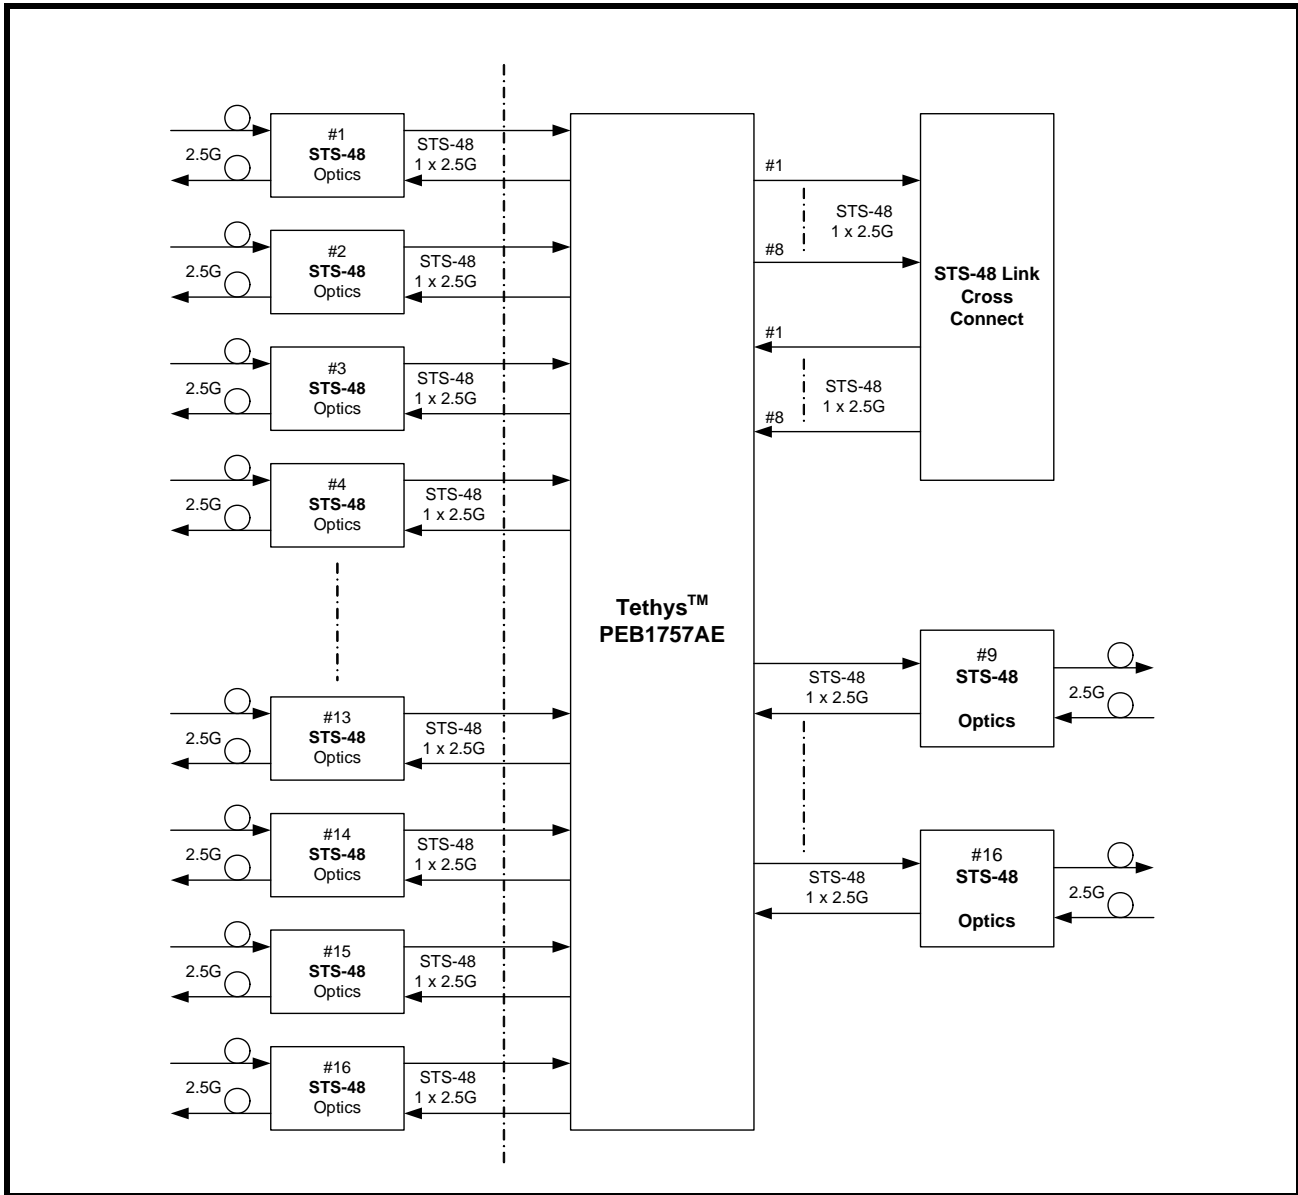 #1
STS-48
Optics
2.5G
STS-48
1 x 2.5G
#2
STS-48
Optics
2.5G
STS-48
1 x 2.5G
#3
STS-48
Optics
2.5G
STS-48
1 x 2.5G
#4
STS-48
Optics
2.5G
STS-48
1 x 2.5G
#13
STS-48
Optics
2.5G
STS-48
1 x 2.5G
#14
STS-48
Optics
2.5G
STS-48
1 x 2.5G
#15
STS-48
Optics
2.5G
STS-48
1 x 2.5G
#16
STS-48
Optics
2.5G
STS-48
1 x 2.5G
Tethys™
PEB1757AE
#1
STS-48
1 x 2.5G
#8
#1
STS-48
1 x 2.5G
#8
STS-48 Link
Cross
Connect
STS-48
1 x 2.5G
#9
STS-48
Optics
2.5G
STS-48
1 x 2.5G
#16
STS-48
Optics
2.5G